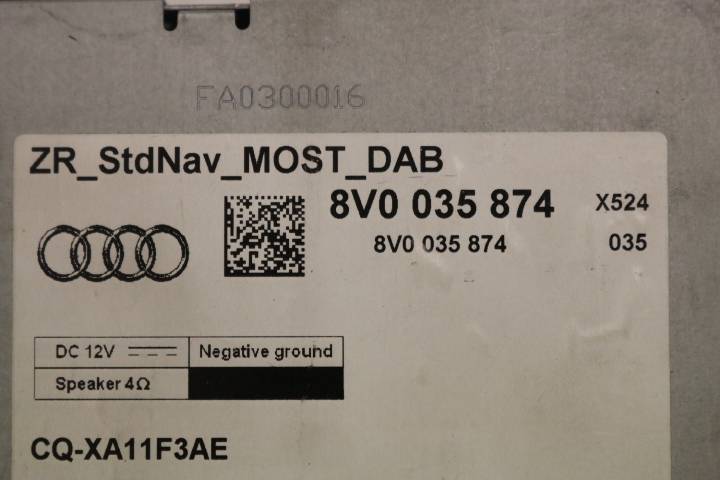 FA0300016
ZR_StdNav_MOST_DAB
8V0 035 874 X524
8V0 035 874 035
DC 12V Negative ground
Speaker 4Ω
CQ-XA11F3AE